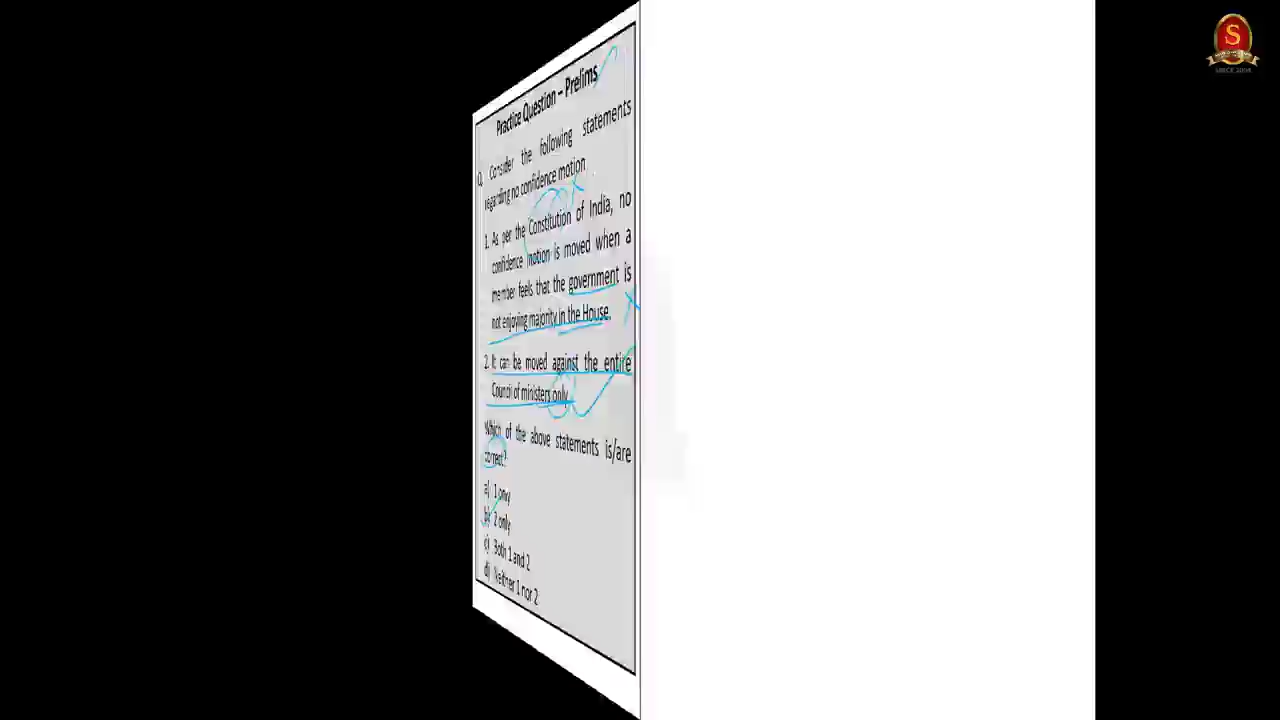 Practice Question – Prelims
Q. Consider the following statements
regarding no confidence motion
1. As per the Constitution of India, no
confidence motion is moved when a
member feels that the government is
not enjoying majority in the House.
2. It can be moved against the entire
Council of ministers only.
Which of the above statements is/are
correct?
a) 1 only
b) 2 only
c) Both 1 and 2
d) Neither 1 nor 2
S
SINCE 2004